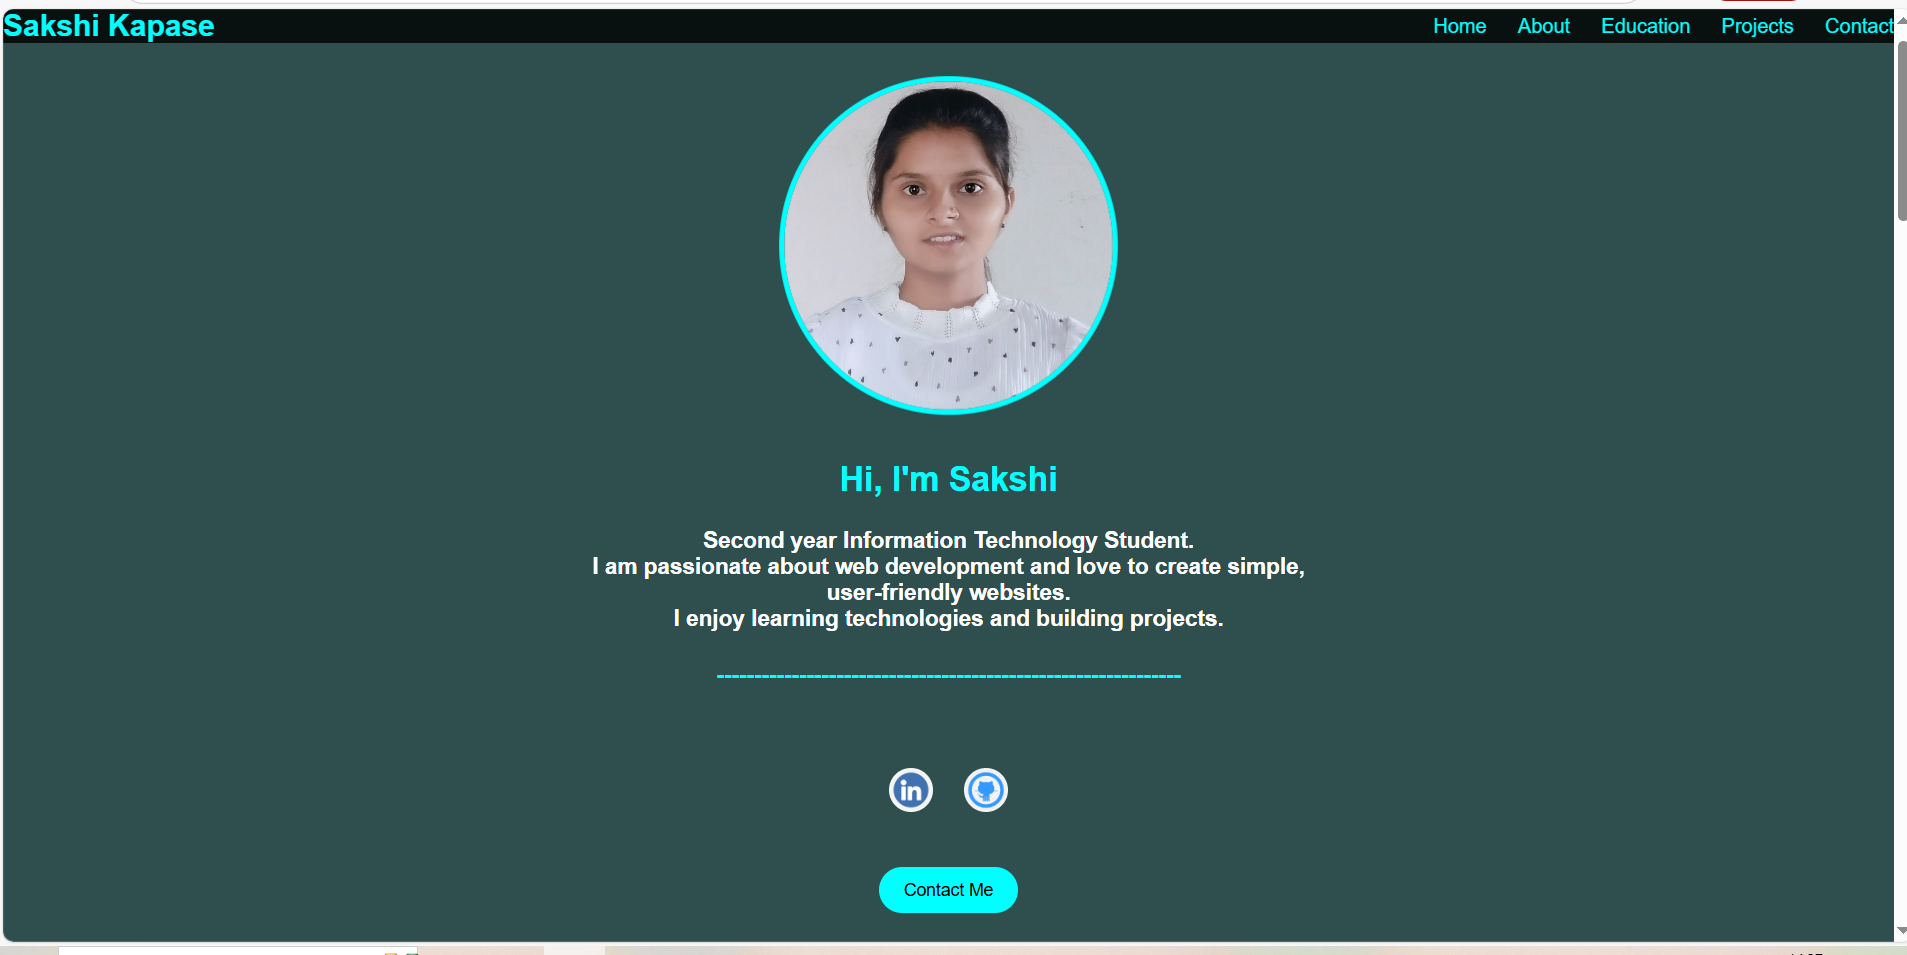 Sakshi Kapase
Home About Education Projects Contact
Hi, I'm Sakshi
Second year Information Technology Student.
I am passionate about web development and love to create simple,
user-friendly websites.
I enjoy learning technologies and building projects.
in
Contact Me